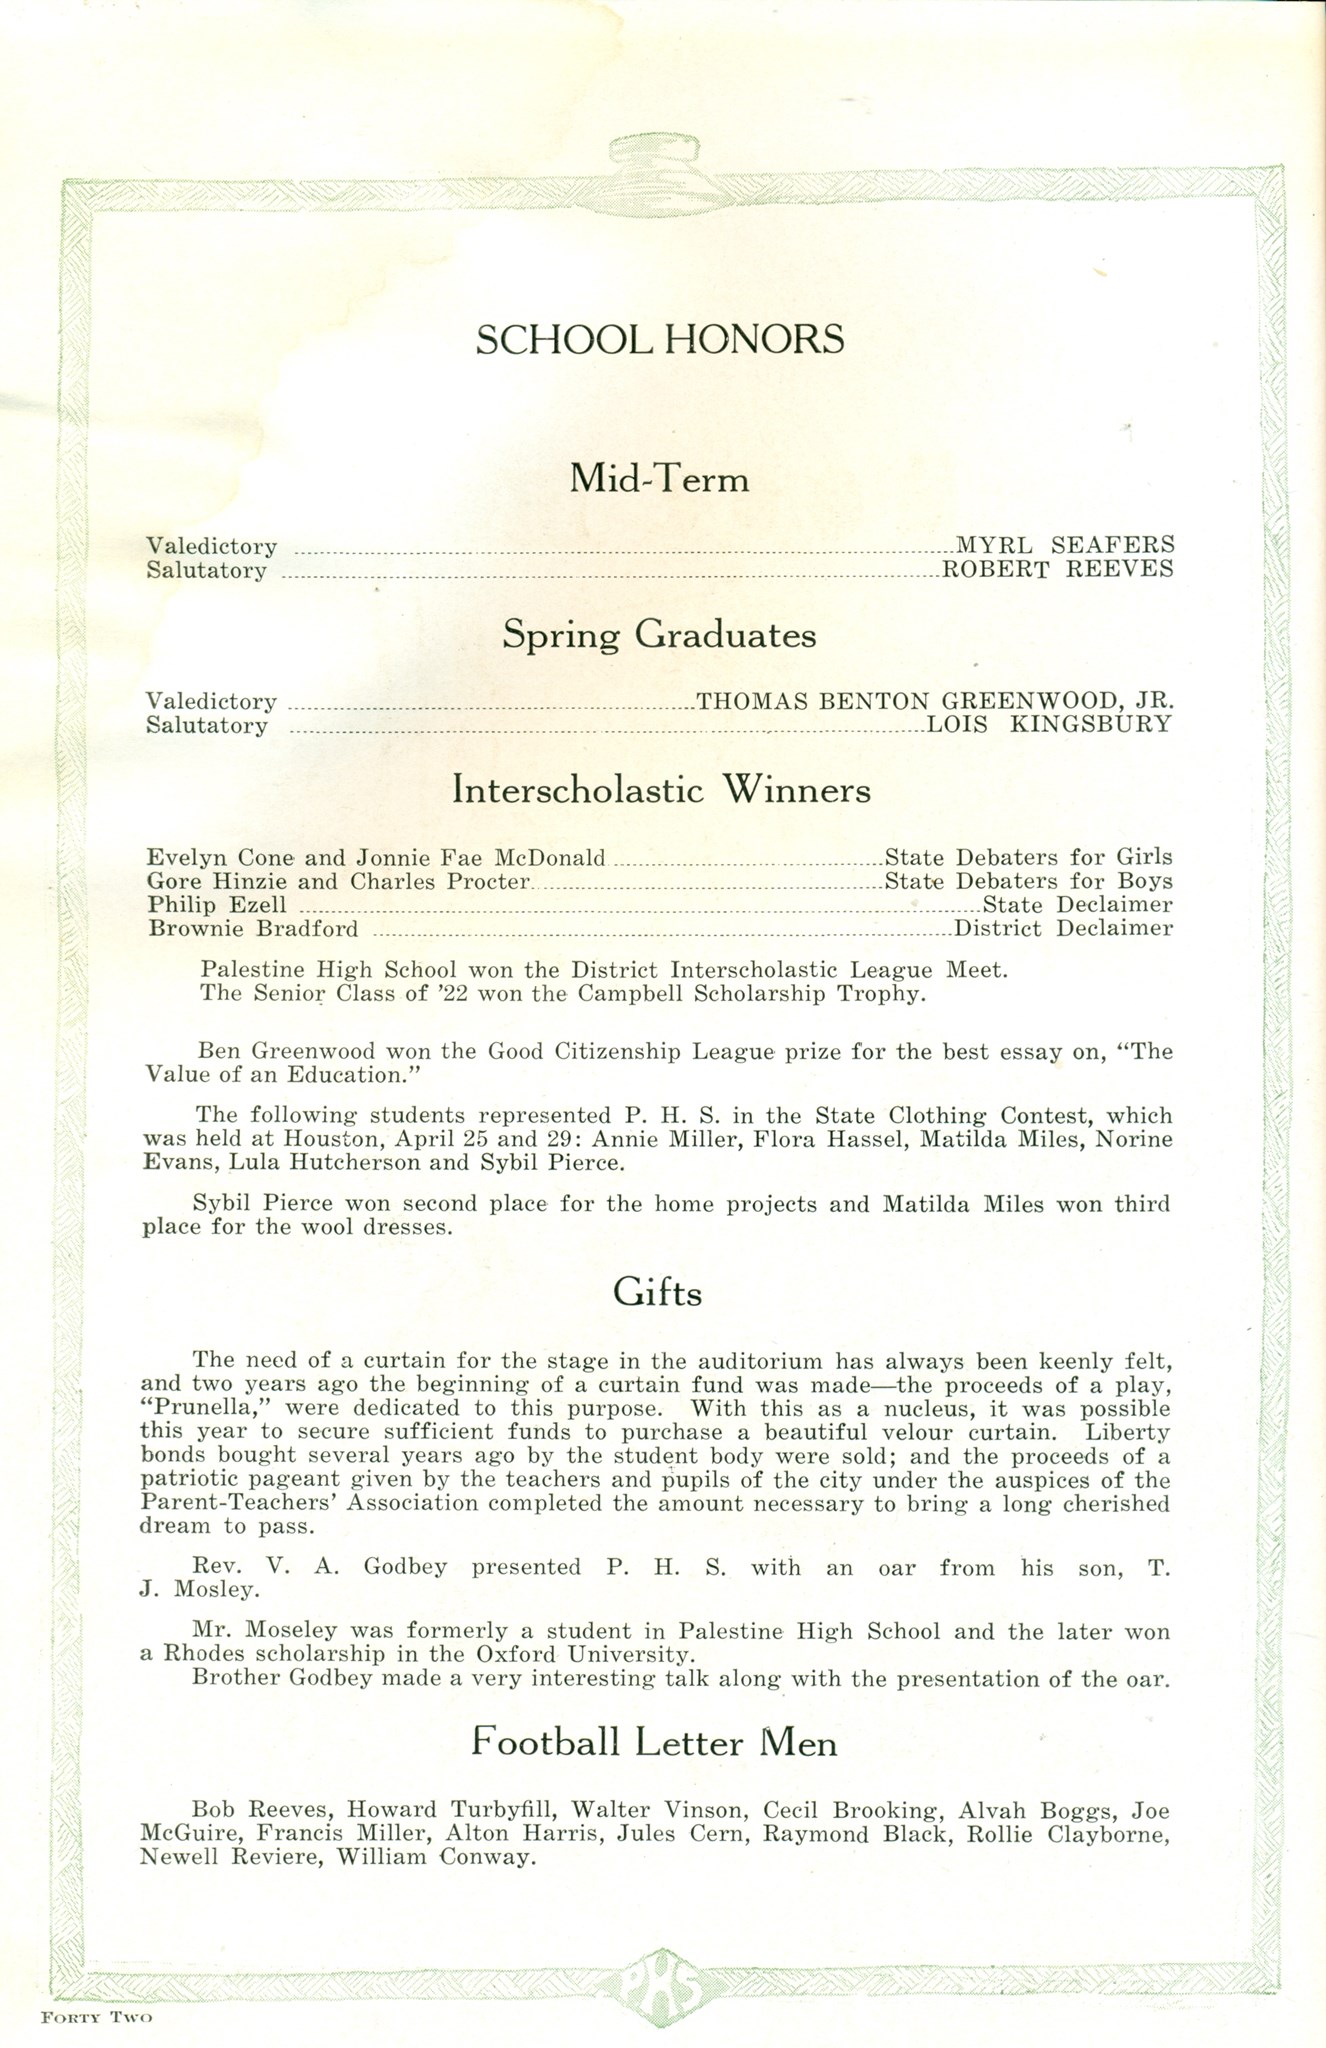 SCHOOL HONORS
Mid-Term
Valedictory ........ MYRL SEAFERS
Salutatory ........ ROBERT REEVES
Spring Graduates
Valedictory ........ THOMAS BENTON GREENWOOD, JR.
Salutatory ........ LOIS KINGSBURY
Interscholastic Winners
Evelyn Cone and Jonnie Fae McDonald ........ State Debaters for Girls
Gore Hinzie and Charles Procter ........ State Debaters for Boys
Philip Ezell ........ State Declaimer
Brownie Bradford ........ District Declaimer
Palestine High School won the District Interscholastic League Meet.
The Senior Class of '22 won the Campbell Scholarship Trophy.
Ben Greenwood won the Good Citizenship League prize for the best essay on, "The
Value of an Education."
The following students represented P. H. S. in the State Clothing Contest, which
was held at Houston, April 25 and 29: Annie Miller, Flora Hassel, Matilda Miles, Norine
Evans, Lula Hutcherson and Sybil Pierce.
Sybil Pierce won second place for the home projects and Matilda Miles won third
place for the wool dresses.
Gifts
The need of a curtain for the stage in the auditorium has always been keenly felt,
and two years ago the beginning of a curtain fund was made—the proceeds of a play,
"Prunella," were dedicated to this purpose. With this as a nucleus, it was possible
this year to secure sufficient funds to purchase a beautiful velour curtain. Liberty
bonds bought several years ago by the student body were sold; and the proceeds of a
patriotic pageant given by the teachers and pupils of the city under the auspices of the
Parent-Teachers' Association completed the amount necessary to bring a long cherished
dream to pass.
Rev. V. A. Godbey presented P. H. S. with an oar from his son, T.
J. Mosley.
Mr. Moseley was formerly a student in Palestine High School and the later won
a Rhodes scholarship in the Oxford University.
Brother Godbey made a very interesting talk along with the presentation of the oar.
Football Letter Men
Bob Reeves, Howard Turbyfill, Walter Vinson, Cecil Brooking, Alvah Boggs, Joe
McGuire, Francis Miller, Alton Harris, Jules Cern, Raymond Black, Rollie Clayborne,
Newell Reviere, William Conway.
PHS
FORTY TWO